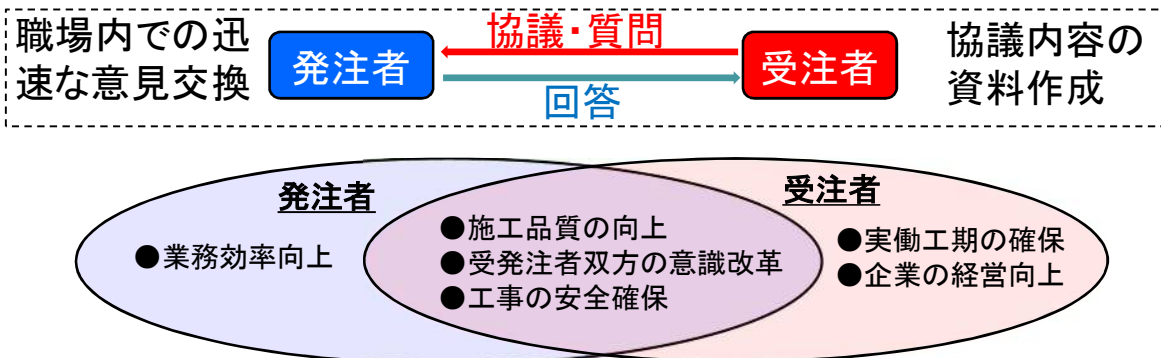 職場内での迅
速な意見交換
発注者
協議・質問
回答
受注者
協議内容の
資料作成
発注者
●業務効率向上
●施工品質の向上
●受発注者双方の意識改革
●工事の安全確保
受注者
●実働工期の確保
●企業の経営向上